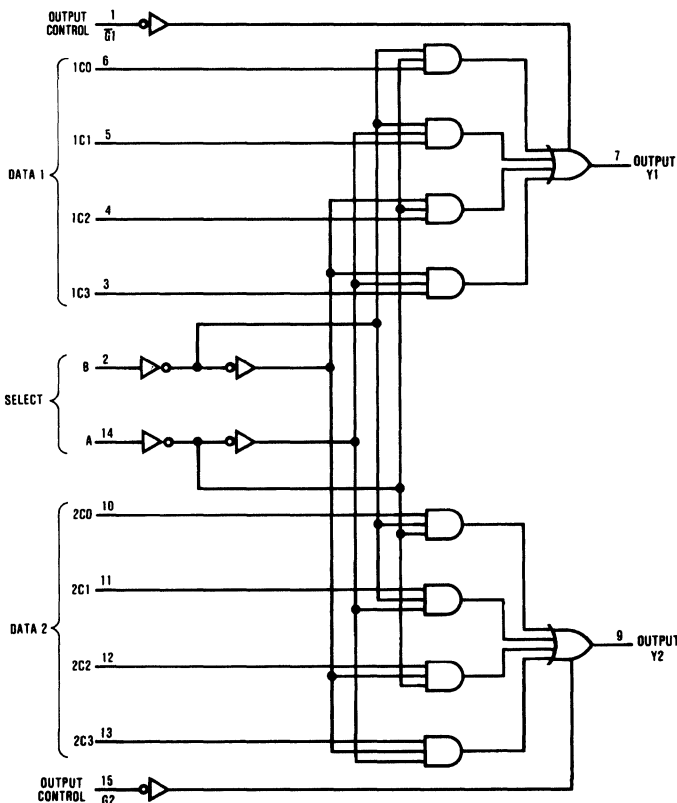 OUTPUT CONTROL 1
G1
1C0 6
1C1 5
DATA 1
1C2 4
1C3 3
7 OUTPUT Y1
B 2
SELECT
A 14
2C0 10
2C1 11
DATA 2
2C2 12
2C3 13
9 OUTPUT Y2
OUTPUT CONTROL 15
G2